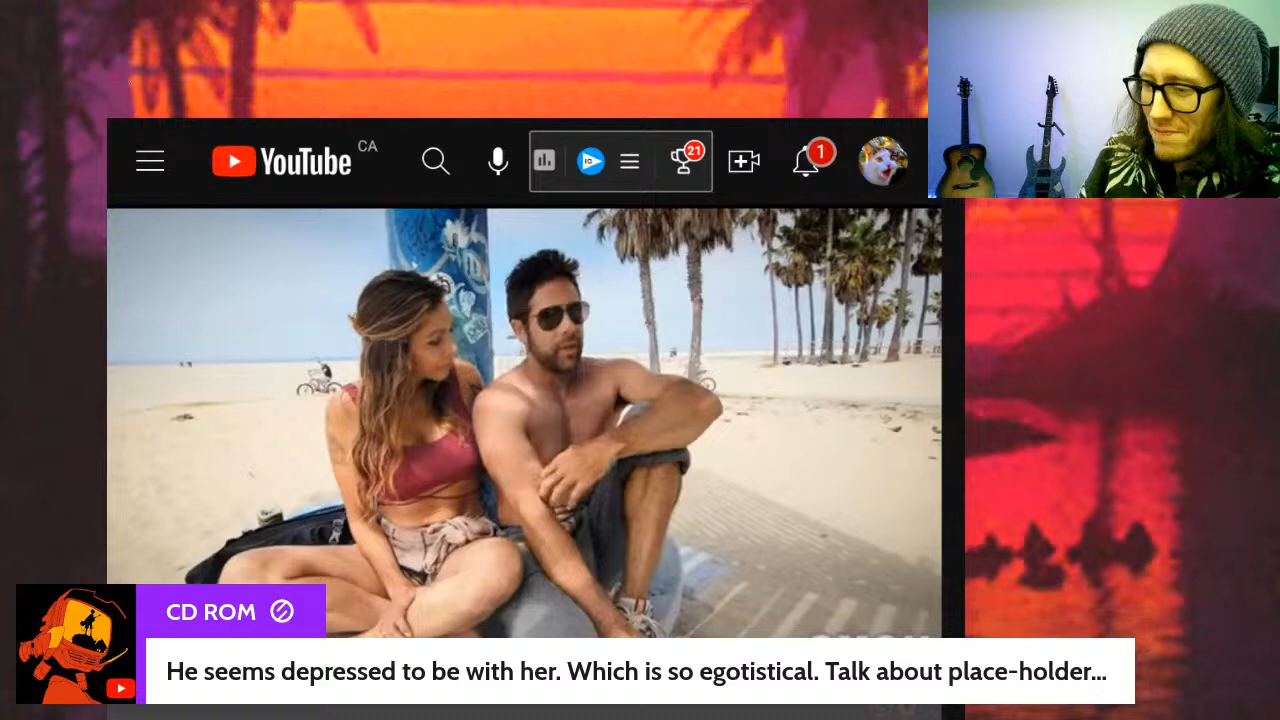 YouTube CA
IG
21
1
CD ROM
He seems depressed to be with her. Which is so egotistical. Talk about place-holder...